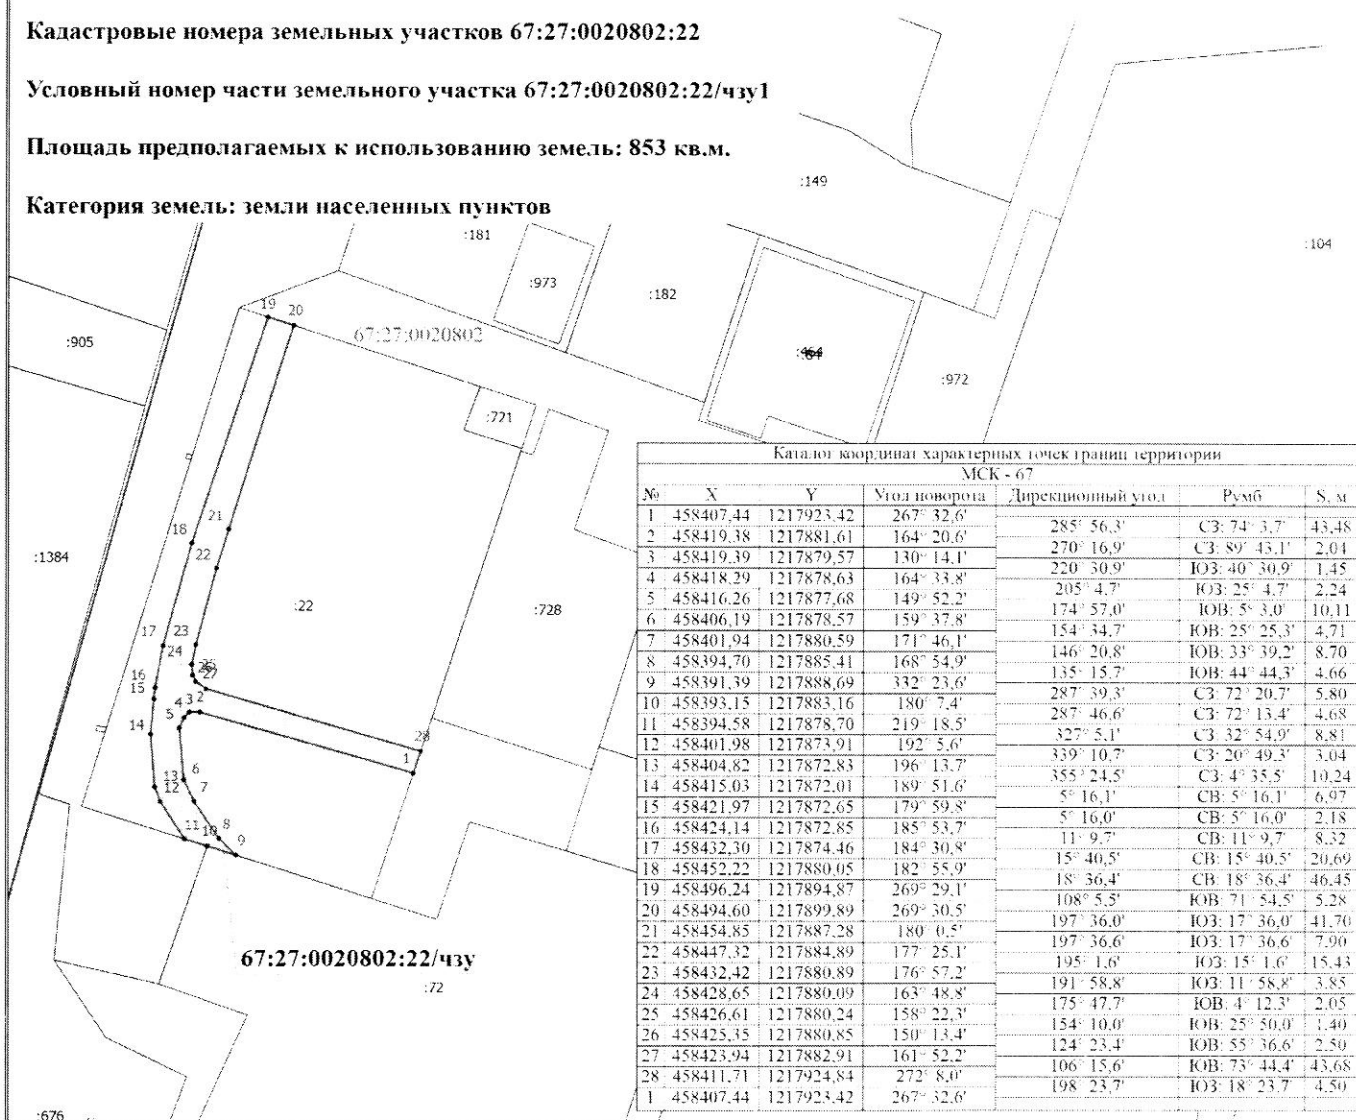 Кадастровые номера земельных участков 67:27:0020802:22
Условный номер части земельного участка 67:27:0020802:22/чзу1
Площадь предполагаемых к использованию земель: 853 кв.м.
Категория земель: земли населенных пунктов
:149
:181
:104
:973
:182
19
20
67:27:0020802
:905
:972
:721
21
18
22
:1384
:22
:728
17
23
24
16
15
27
4
3
2
5
14
28
1
13
6
12
7
11
10
8
9
67:27:0020802:22/чзу
:72
:676
Каталог координат характерных точек границ территории
МСК - 67
№ X Y Угол поворота Дирекционный угол Румб S, м
1 458407,44 1217923,42 267° 32,6'
285° 56,3' СЗ: 74° 3,7' 43,48
2 458419,38 1217881,61 164° 20,6'
270° 16,9' СЗ: 89° 43,1' 2,04
3 458419,39 1217879,57 130° 14,1'
220° 30,9' ЮЗ: 40° 30,9' 1,45
4 458418,29 1217878,63 164° 33,8'
205° 4,7' ЮЗ: 25° 4,7' 2,24
5 458416,26 1217877,68 149° 52,2'
174° 57,0' ЮВ: 5° 3,0' 10,11
6 458406,19 1217878,57 159° 37,8'
154° 34,7' ЮВ: 25° 25,3' 4,71
7 458401,94 1217880,59 171° 46,1'
146° 20,8' ЮВ: 33° 39,2' 8,70
8 458394,70 1217885,41 168° 54,9'
135° 15,7' ЮВ: 44° 44,3' 4,66
9 458391,39 1217888,69 332° 23,6'
287° 39,3' СЗ: 72° 20,7' 5,80
10 458393,15 1217883,16 180° 7,4'
287° 46,6' СЗ: 72° 13,4' 4,68
11 458394,58 1217878,70 219° 18,5'
327° 5,1' СЗ: 32° 54,9' 8,81
12 458401,98 1217873,91 192° 5,6'
339° 10,7' СЗ: 20° 49,3' 3,04
13 458404,82 1217872,83 196° 13,7'
355° 24,5' СЗ: 4° 35,5' 10,24
14 458415,03 1217872,01 189° 51,6'
5° 16,1' СВ: 5° 16,1' 6,97
15 458421,97 1217872,65 179° 59,8'
5° 16,0' СВ: 5° 16,0' 2,18
16 458424,14 1217872,85 185° 53,7'
11° 9,7' СВ: 11° 9,7' 8,32
17 458432,30 1217874,46 184° 30,8'
15° 40,5' СВ: 15° 40,5' 20,69
18 458452,22 1217880,05 182° 55,9'
18° 36,4' СВ: 18° 36,4' 46,45
19 458496,24 1217894,87 269° 29,1'
108° 5,5' ЮВ: 71° 54,5' 5,28
20 458494,60 1217899,89 269° 30,5'
197° 36,0' ЮЗ: 17° 36,0' 41,70
21 458454,85 1217887,28 180° 0,5'
197° 36,6' ЮЗ: 17° 36,6' 7,90
22 458447,32 1217884,89 177° 25,1'
195° 1,6' ЮЗ: 15° 1,6' 15,43
23 458432,42 1217880,89 176° 57,2'
191° 58,8' ЮЗ: 11° 58,8' 3,85
24 458428,65 1217880,09 163° 48,8'
175° 47,7' ЮВ: 4° 12,3' 2,05
25 458426,61 1217880,24 158° 22,3'
154° 10,0' ЮВ: 25° 50,0' 1,40
26 458425,35 1217880,85 150° 13,4'
124° 23,4' ЮВ: 55° 36,6' 2,50
27 458423,94 1217882,91 161° 52,2'
106° 15,6' ЮВ: 73° 44,4' 43,68
28 458411,71 1217924,84 272° 8,0'
198° 23,7' ЮЗ: 18° 23,7' 4,50
1 458407,44 1217923,42 267° 32,6'